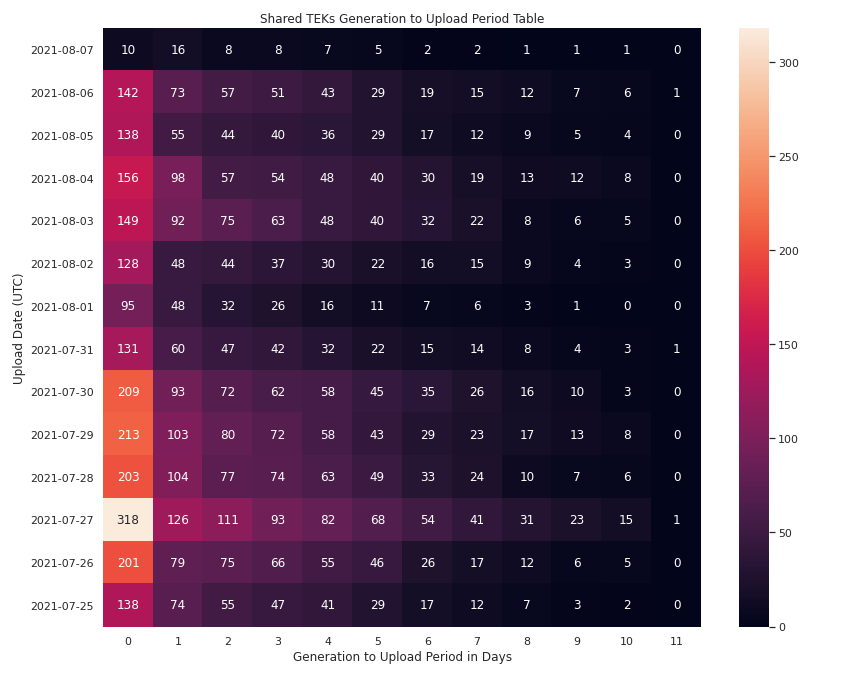 Shared TEKs Generation to Upload Period Table
2021-08-07 10 16 8 8 7 5 2 2 1 1 1 0
2021-08-06 142 73 57 51 43 29 19 15 12 7 6 1
2021-08-05 138 55 44 40 36 29 17 12 9 5 4 0
2021-08-04 156 98 57 54 48 40 30 19 13 12 8 0
2021-08-03 149 92 75 63 48 40 32 22 8 6 5 0
2021-08-02 128 48 44 37 30 22 16 15 9 4 3 0
2021-08-01 95 48 32 26 16 11 7 6 3 1 0 0
2021-07-31 131 60 47 42 32 22 15 14 8 4 3 1
2021-07-30 209 93 72 62 58 45 35 26 16 10 3 0
2021-07-29 213 103 80 72 58 43 29 23 17 13 8 0
2021-07-28 203 104 77 74 63 49 33 24 10 7 6 0
2021-07-27 318 126 111 93 82 68 54 41 31 23 15 1
2021-07-26 201 79 75 66 55 46 26 17 12 6 5 0
2021-07-25 138 74 55 47 41 29 17 12 7 3 2 0
0 1 2 3 4 5 6 7 8 9 10 11
Generation to Upload Period in Days
Upload Date (UTC)
300
250
200
150
100
50
0